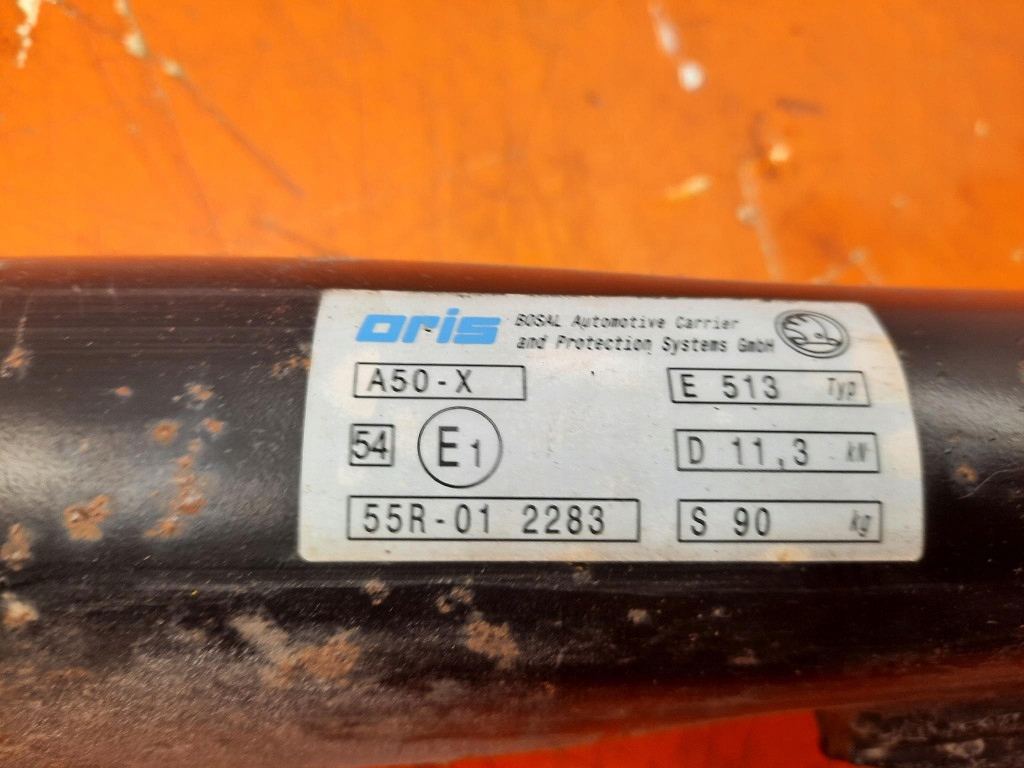 oris BOSAL Automotive Carrier
and Protection Systems GmbH
A50-X E 513 Typ
54 E1 D 11,3 kN
55R-01 2283 S 90 kg